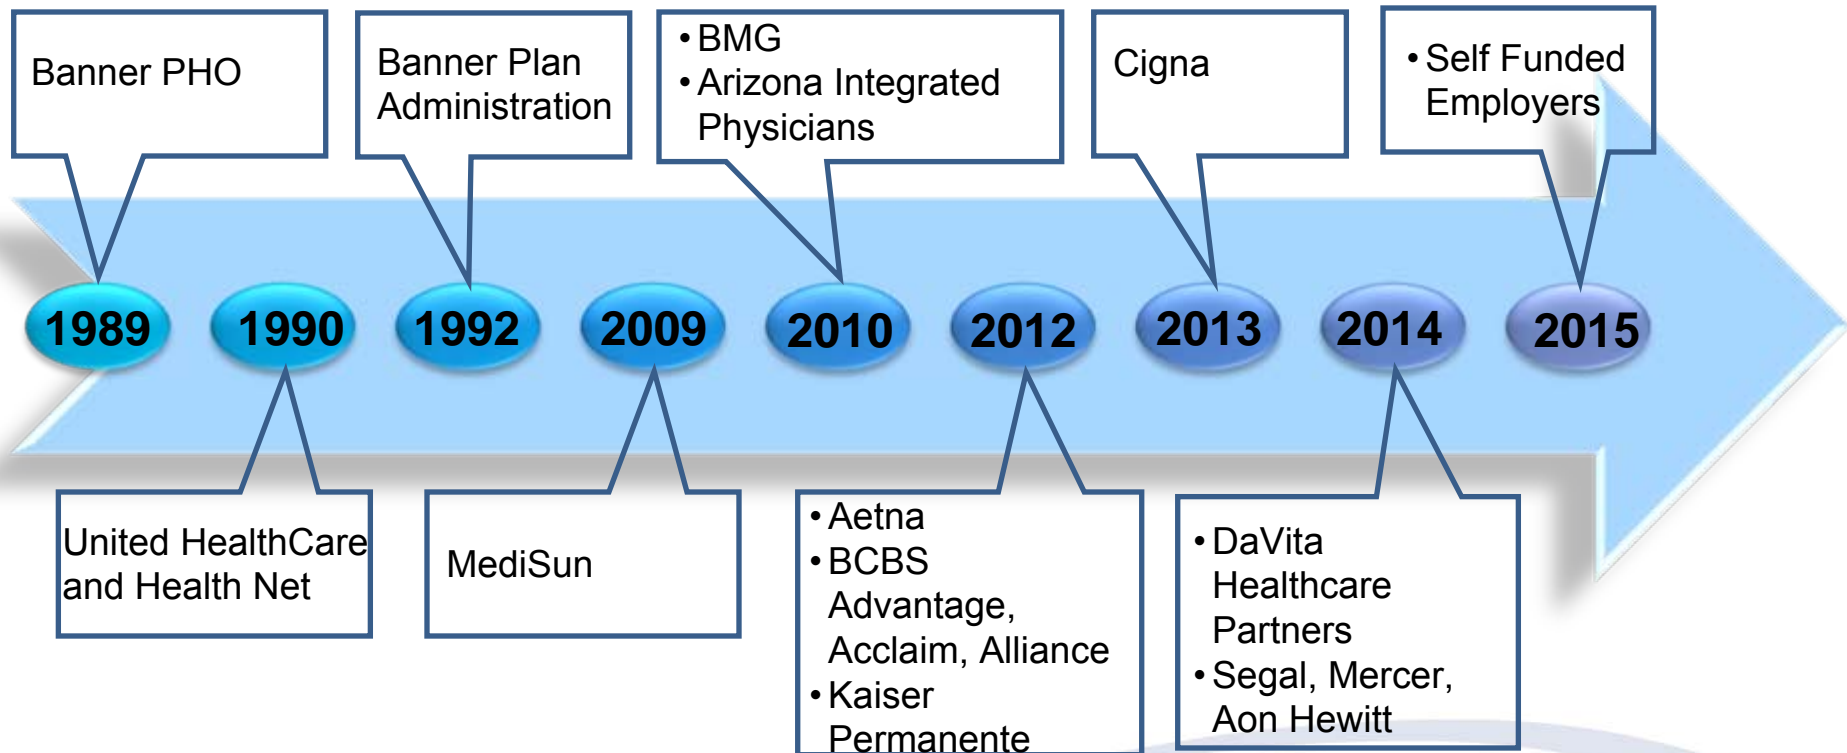 Banner PHO
Banner Plan
Administration
• BMG
• Arizona Integrated
Physicians
Cigna
• Self Funded
Employers
1989
1990
1992
2009
2010
2012
2013
2014
2015
United HealthCare
and Health Net
MediSun
• Aetna
• BCBS
Advantage,
Acclaim, Alliance
• Kaiser
Permanente
• DaVita
Healthcare
Partners
• Segal, Mercer,
Aon Hewitt